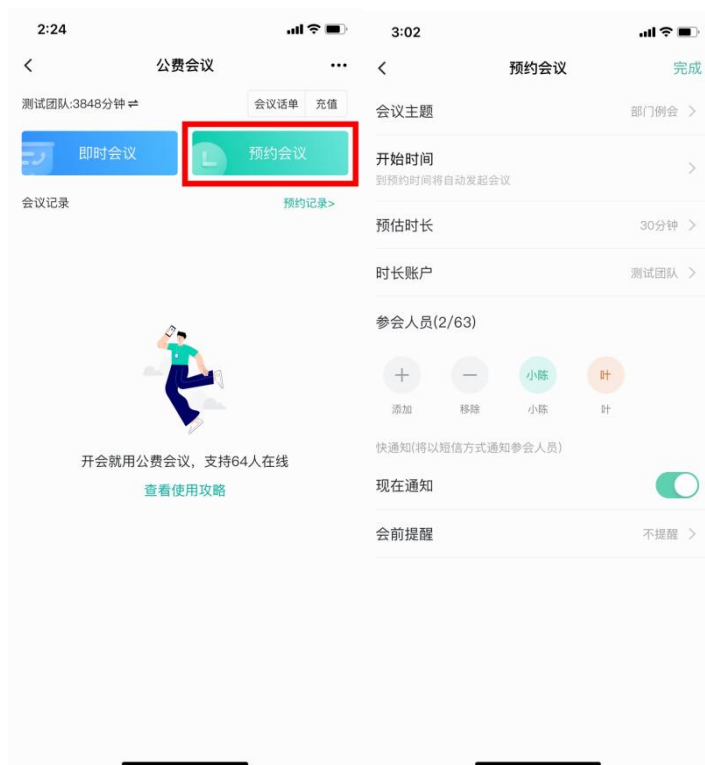 2:24
公费会议
测试团队:3848分钟
会议话单 充值
即时会议
预约会议
会议记录
预约记录>
开会就用公费会议，支持64人在线
查看使用攻略
3:02
预约会议
完成
会议主题
部门例会
开始时间
到预约时间将自动发起会议
预估时长
30分钟
时长账户
测试团队
参会人员(2/63)
小陈
叶
添加
移除
小陈
叶
快通知(将以短信方式通知参会人员)
现在通知
会前提醒
不提醒